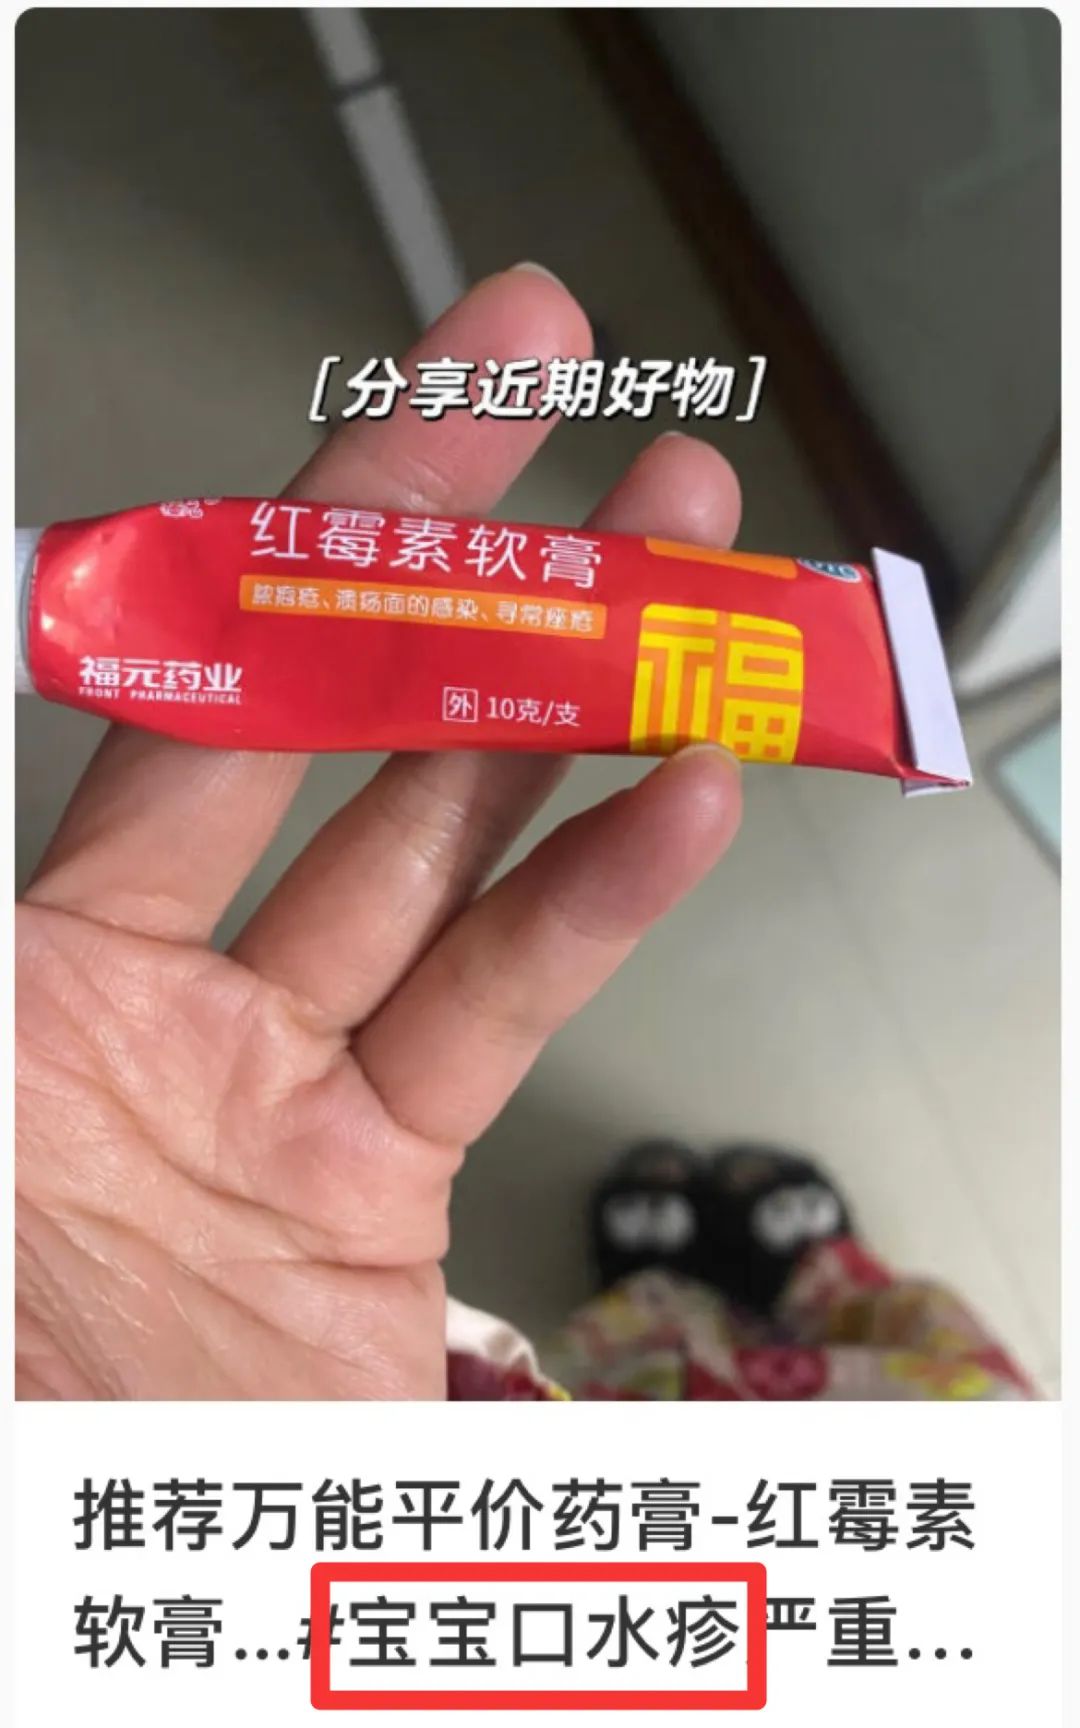 [分享近期好物]
红霉素软膏
脓疱疮、溃疡面的感染、寻常痤疮
福元药业
FRONT PHARMACEUTICAL
外 10克/支
福
推荐万能平价药膏-红霉素
软膏...#宝宝口水疹严重...